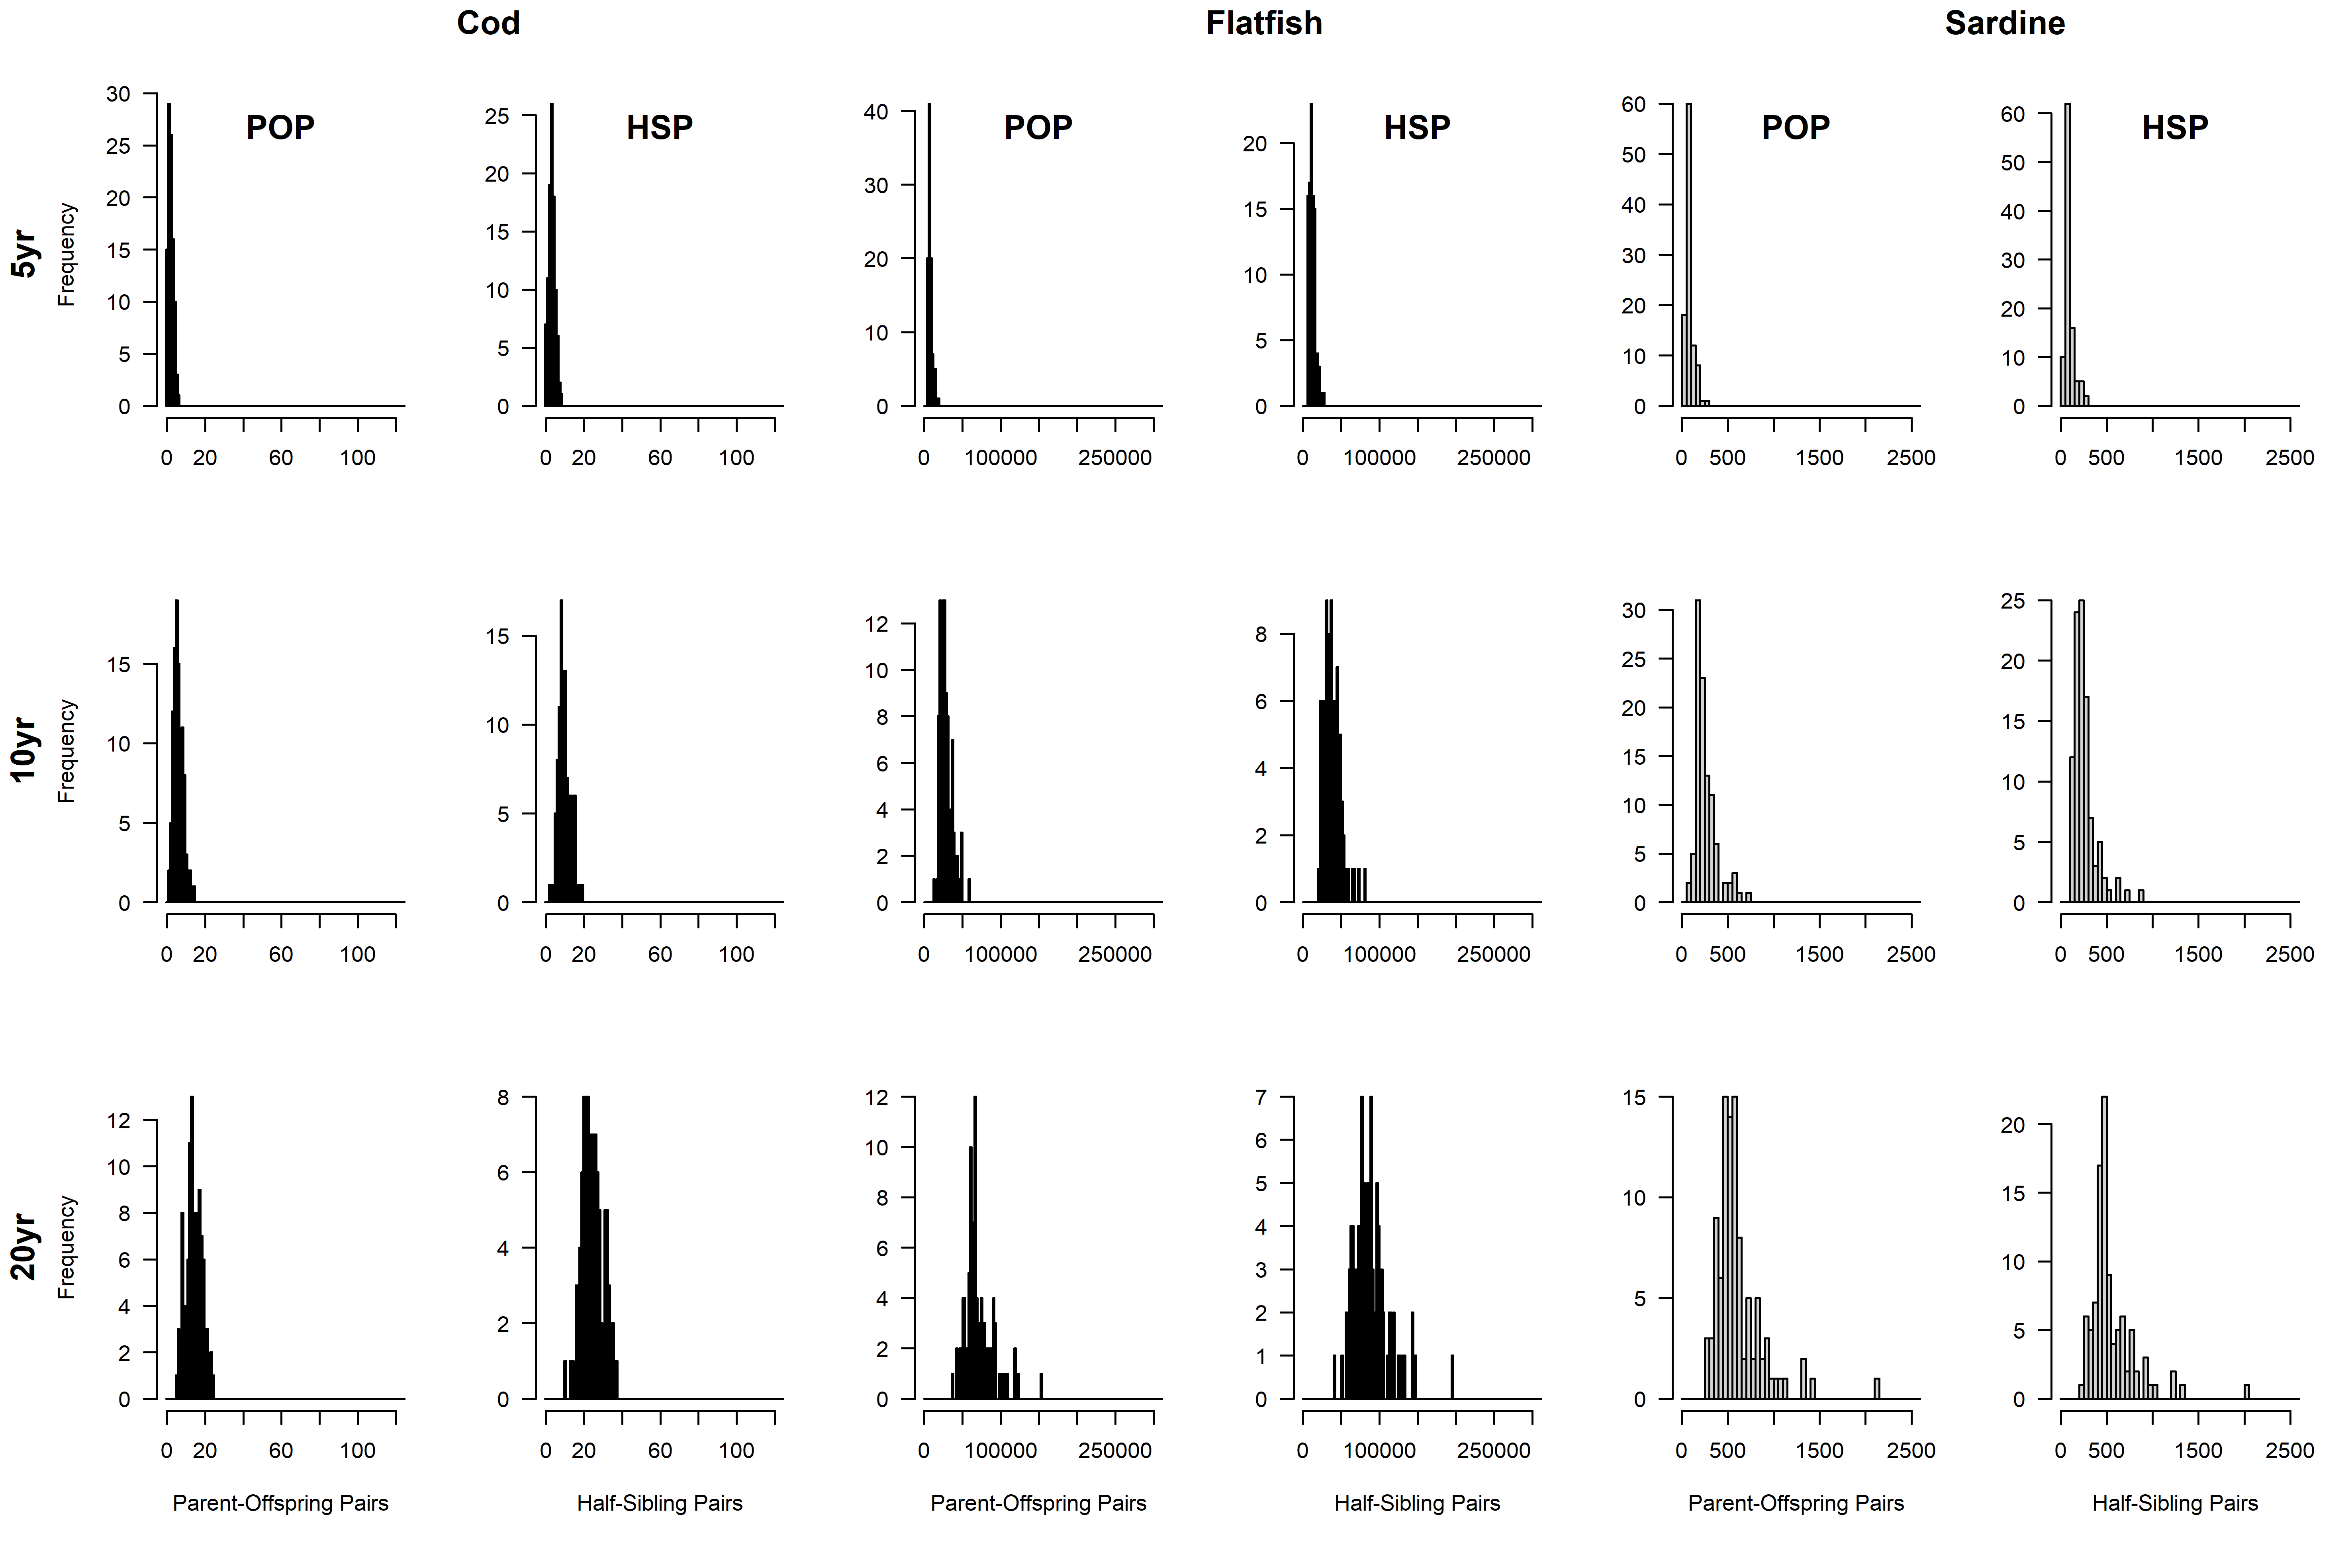 Cod Flatfish Sardine
POP HSP POP HSP POP HSP
5yr
Frequency
0 5 10 15 20 25 30
0 20 60 100
0 5 10 15 20 25
0 20 60 100
0 10 20 30 40
0 100000 250000
0 5 10 15 20
0 100000 250000
0 10 20 30 40 50 60
0 500 1500 2500
0 10 20 30 40 50 60
0 500 1500 2500
10yr
Frequency
0 5 10 15
0 20 60 100
0 5 10 15
0 20 60 100
0 2 4 6 8 10 12
0 100000 250000
0 2 4 6 8
0 100000 250000
0 5 10 15 20 25 30
0 500 1500 2500
0 5 10 15 20 25
0 500 1500 2500
20yr
Frequency
0 2 4 6 8 10 12
0 20 60 100
Parent-Offspring Pairs
0 2 4 6 8
0 20 60 100
Half-Sibling Pairs
0 2 4 6 8 10 12
0 100000 250000
Parent-Offspring Pairs
0 1 2 3 4 5 6 7
0 100000 250000
Half-Sibling Pairs
0 5 10 15
0 500 1500 2500
Parent-Offspring Pairs
0 5 10 15 20
0 500 1500 2500
Half-Sibling Pairs